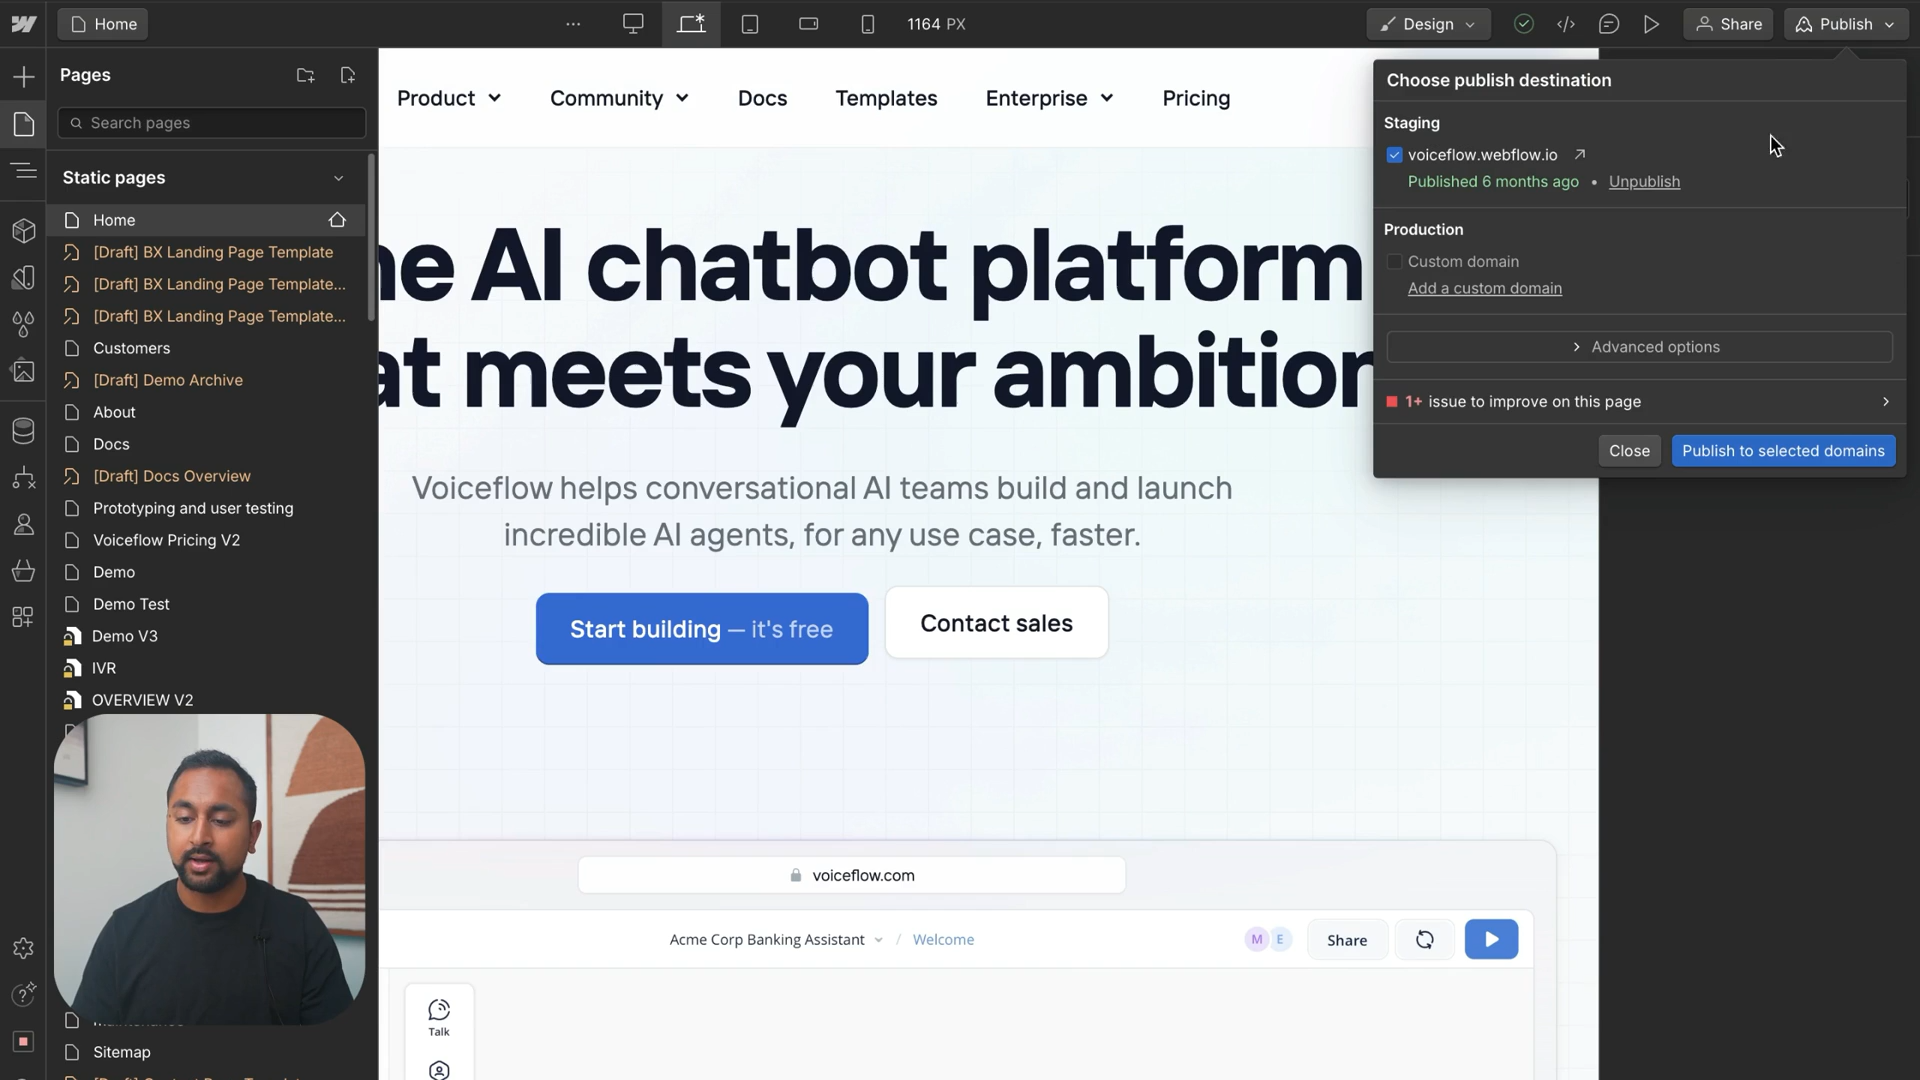 Home
...
1164 PX
Design
Share
Publish
Pages
Search pages
Static pages
Home
[Draft] BX Landing Page Template
[Draft] BX Landing Page Template...
[Draft] BX Landing Page Template...
Customers
[Draft] Demo Archive
About
Docs
[Draft] Docs Overview
Prototyping and user testing
Voiceflow Pricing V2
Demo
Demo Test
Demo V3
IVR
OVERVIEW V2
Sitemap
Product
Community
Docs
Templates
Enterprise
Pricing
ne AI chatbot platform
at meets your ambition
Voiceflow helps conversational AI teams build and launch
incredible AI agents, for any use case, faster.
Start building — it's free
Contact sales
voiceflow.com
Acme Corp Banking Assistant / Welcome
M E
Share
Talk
Choose publish destination
Staging
voiceflow.webflow.io
Published 6 months ago • Unpublish
Production
Custom domain
Add a custom domain
Advanced options
1+ issue to improve on this page
Close
Publish to selected domains